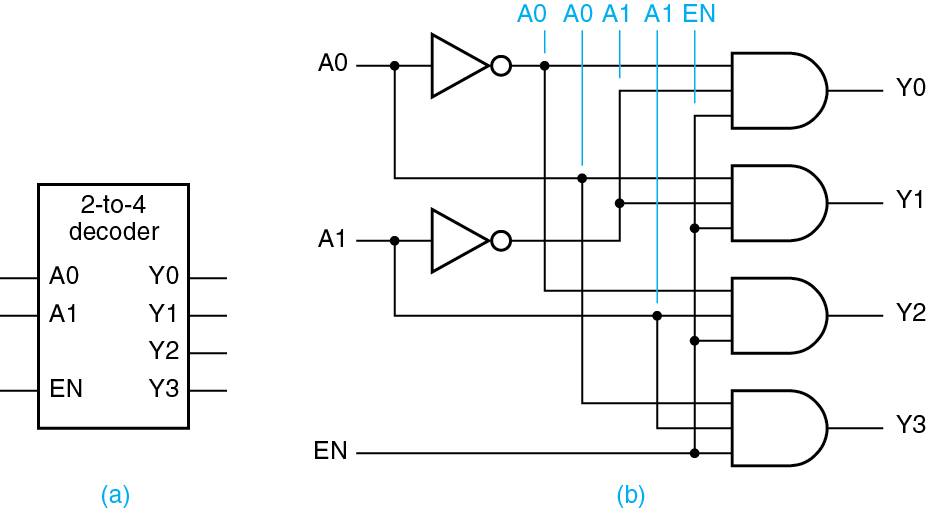 2-to-4
decoder
A0 Y0
A1 Y1
Y2
EN Y3
(a)
A0 A0 A1 A1 EN
A0
Y0
Y1
A1
Y2
Y3
EN
(b)